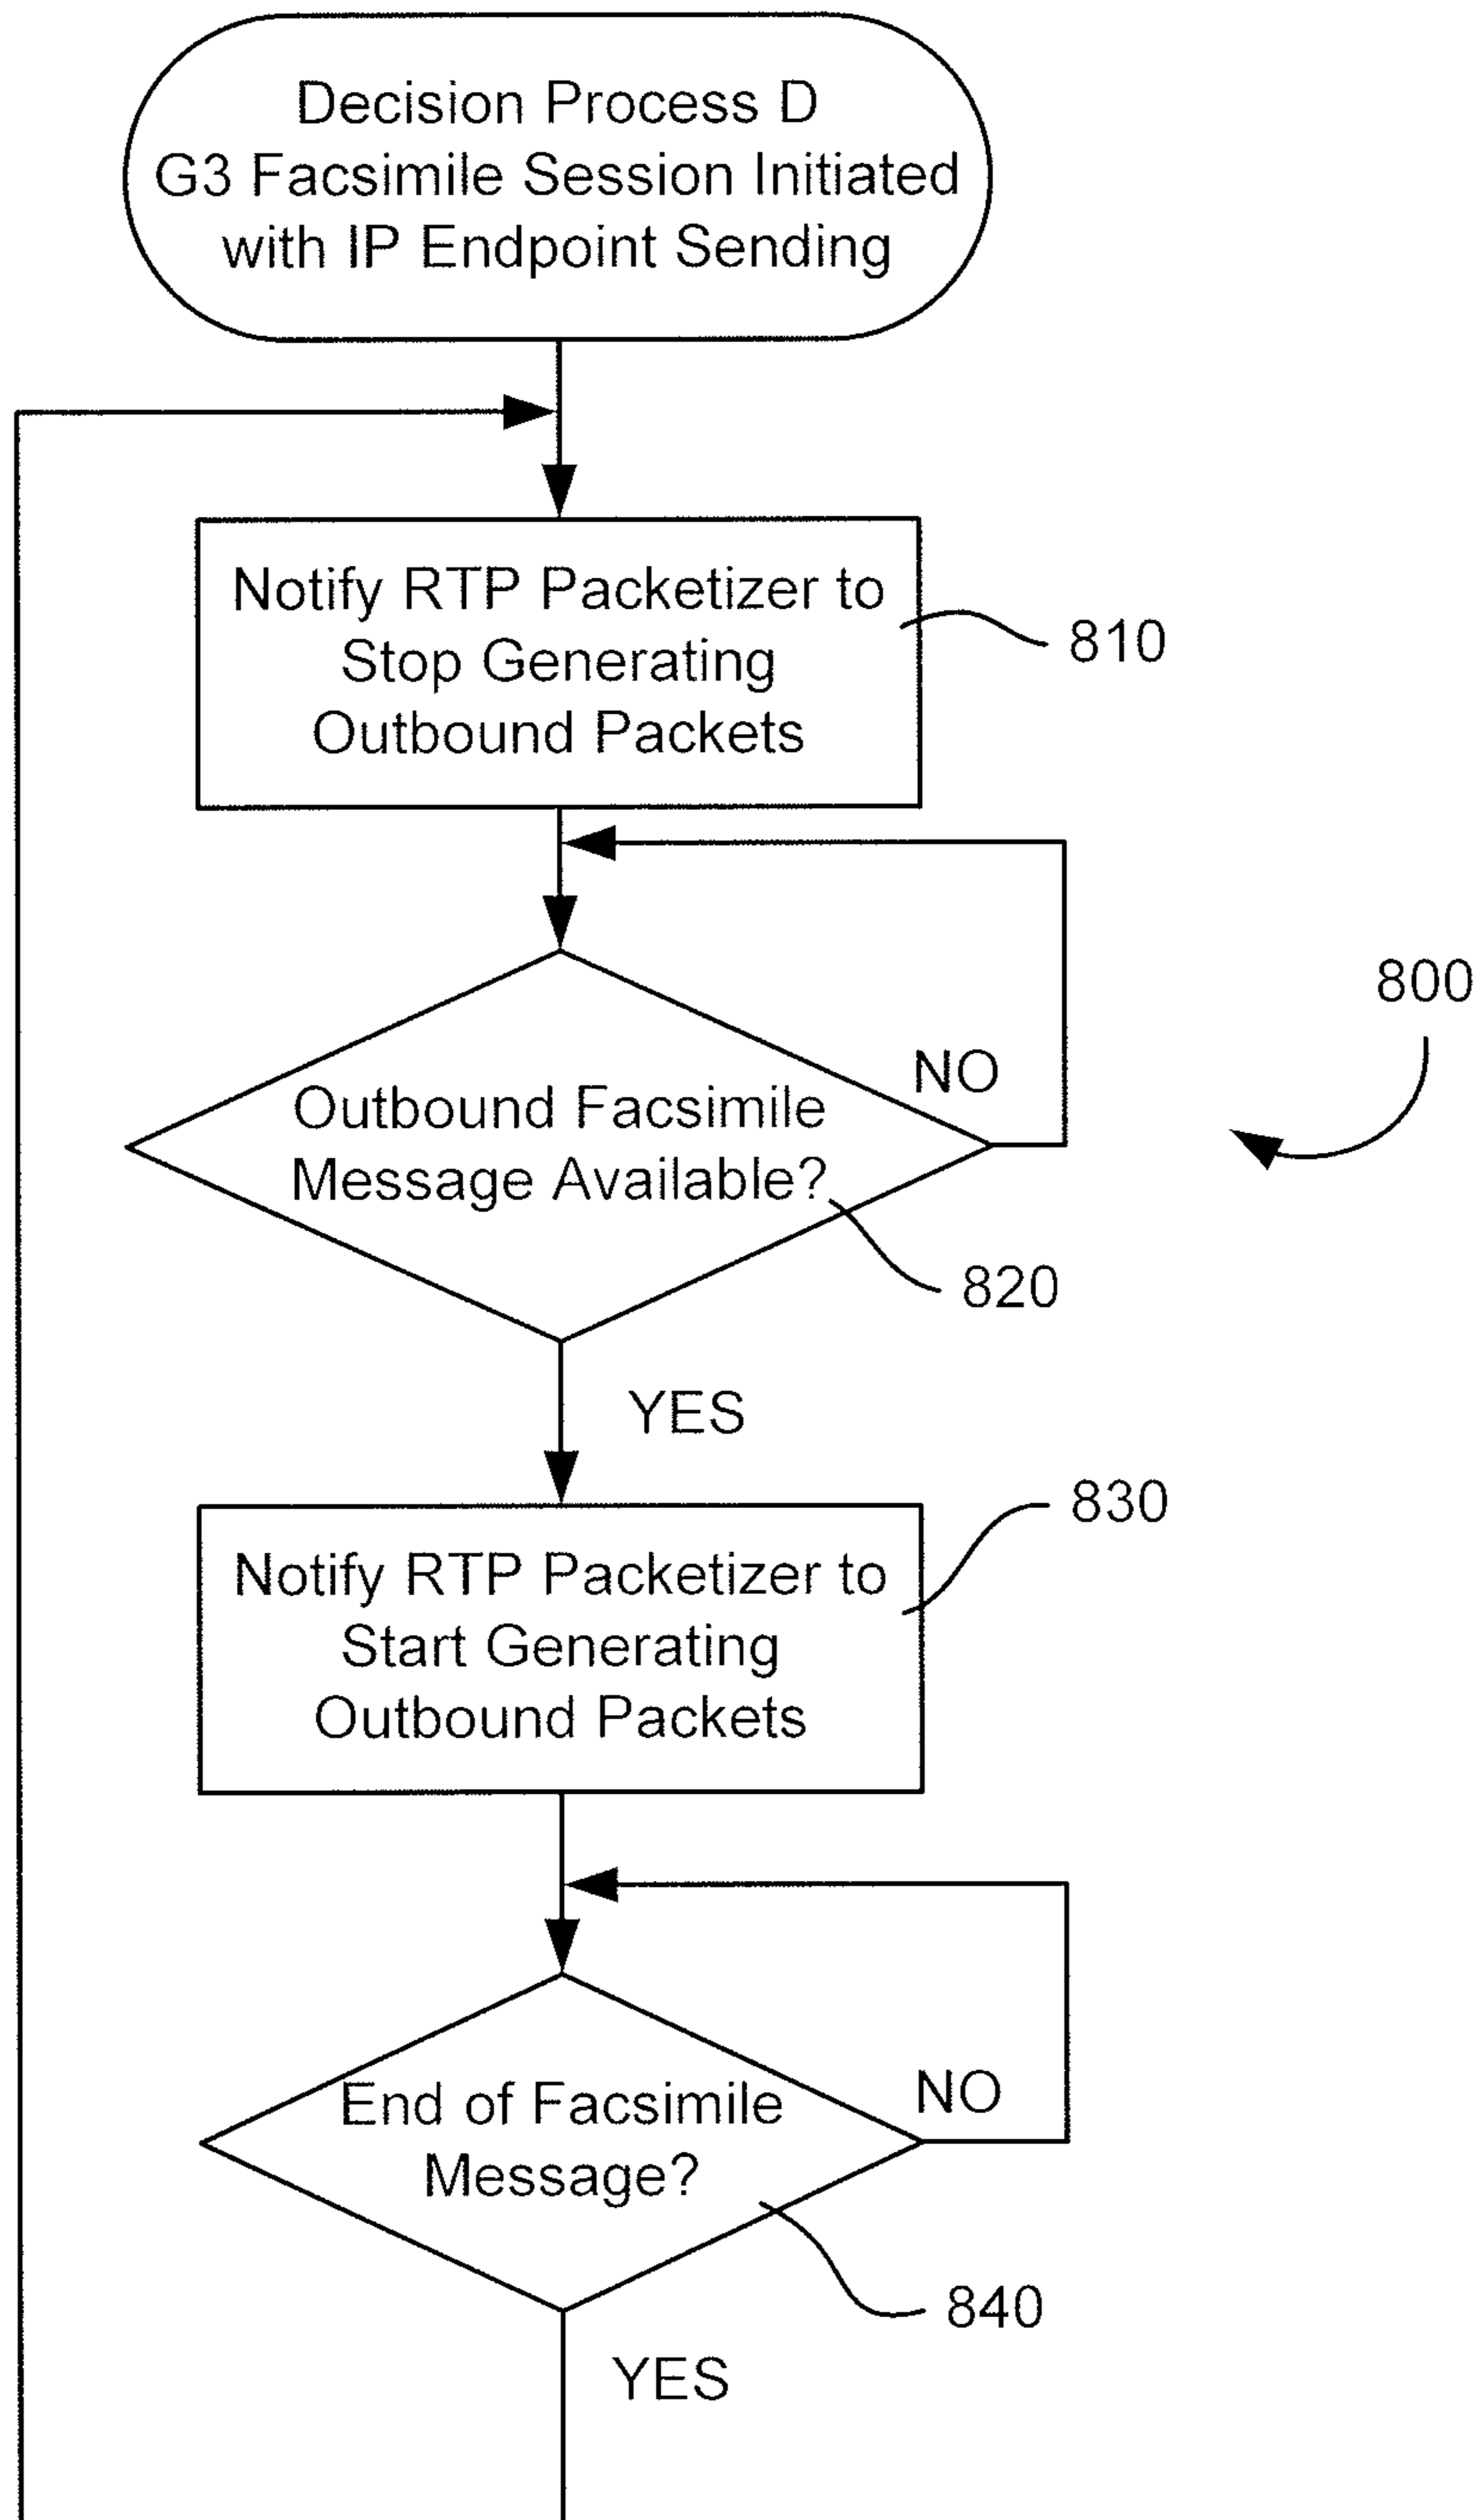 Decision Process D
G3 Facsimile Session Initiated
with IP Endpoint Sending
Notify RTP Packetizer to
Stop Generating
Outbound Packets
810
800
NO
Outbound Facsimile
Message Available?
820
YES
830
Notify RTP Packetizer to
Start Generating
Outbound Packets
NO
End of Facsimile
Message?
840
YES